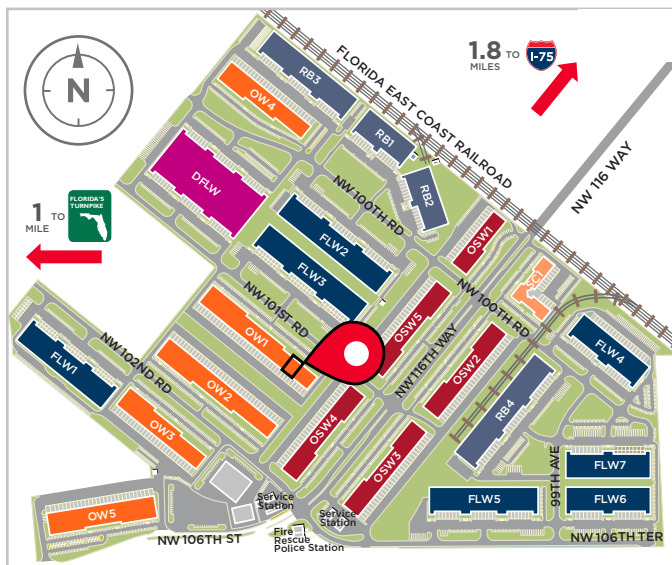 N
1.8 TO
MILES
I-75
FLORIDA EAST COAST RAILROAD
NW 116 WAY
RB3
OW4
RB1
RB2
NW 100TH RD
DFLW
1 TO
MILE
FLORIDA'S
TURNPIKE
FLW2
FLW3
OSW1
SC1
NW 100TH RD
NW 101ST RD
OW1
OSW5
NW 116TH WAY
OSW2
FLW4
FLW1
NW 102ND RD
OW2
OW3
OSW4
OSW3
RB4
99TH AVE
FLW7
FLW5
FLW6
OW5
Service
Station
Service
Station
NW 106TH ST
Fire
Rescue
Police Station
NW 106TH TER